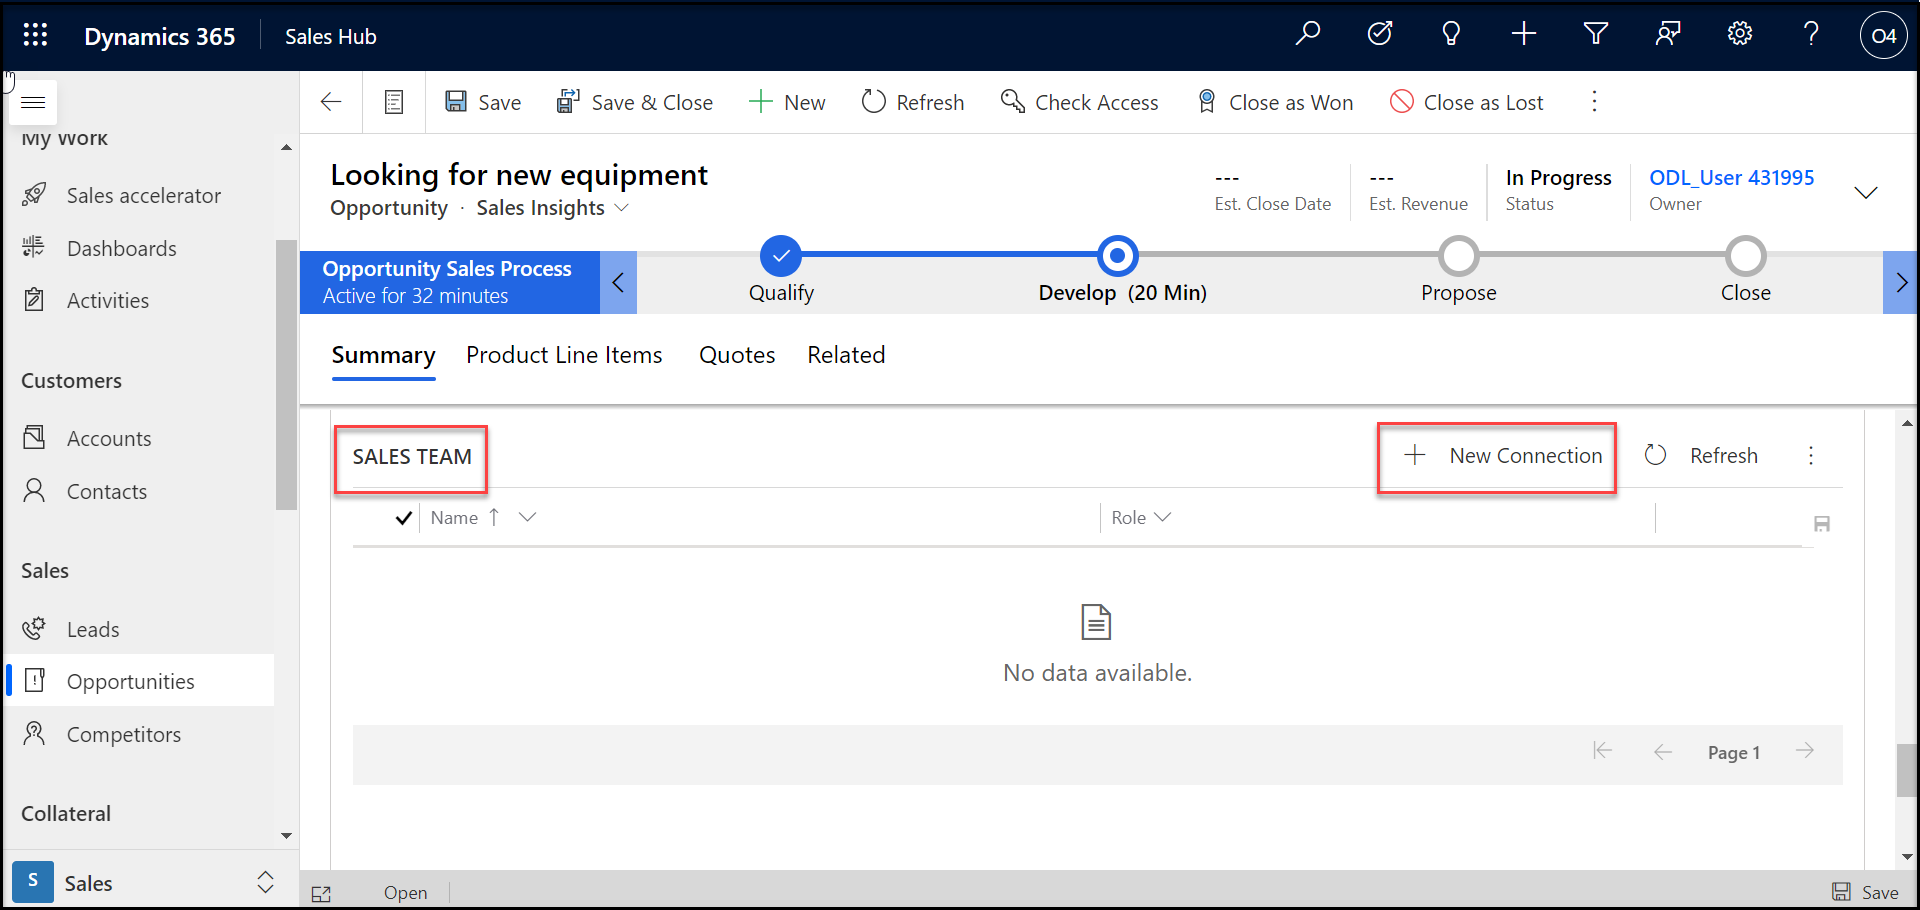 Dynamics 365
Sales Hub
O4
My Work
Sales accelerator
Dashboards
Activities
Customers
Accounts
Contacts
Sales
Leads
Opportunities
Competitors
Collateral
S Sales
Save
Save & Close
New
Refresh
Check Access
Close as Won
Close as Lost
Looking for new equipment
Opportunity · Sales Insights
---
Est. Close Date
---
Est. Revenue
In Progress
Status
ODL_User 431995
Owner
Opportunity Sales Process
Active for 32 minutes
Qualify
Develop (20 Min)
Propose
Close
Summary
Product Line Items
Quotes
Related
SALES TEAM
New Connection
Refresh
Name
Role
No data available.
Page 1
Open
Save